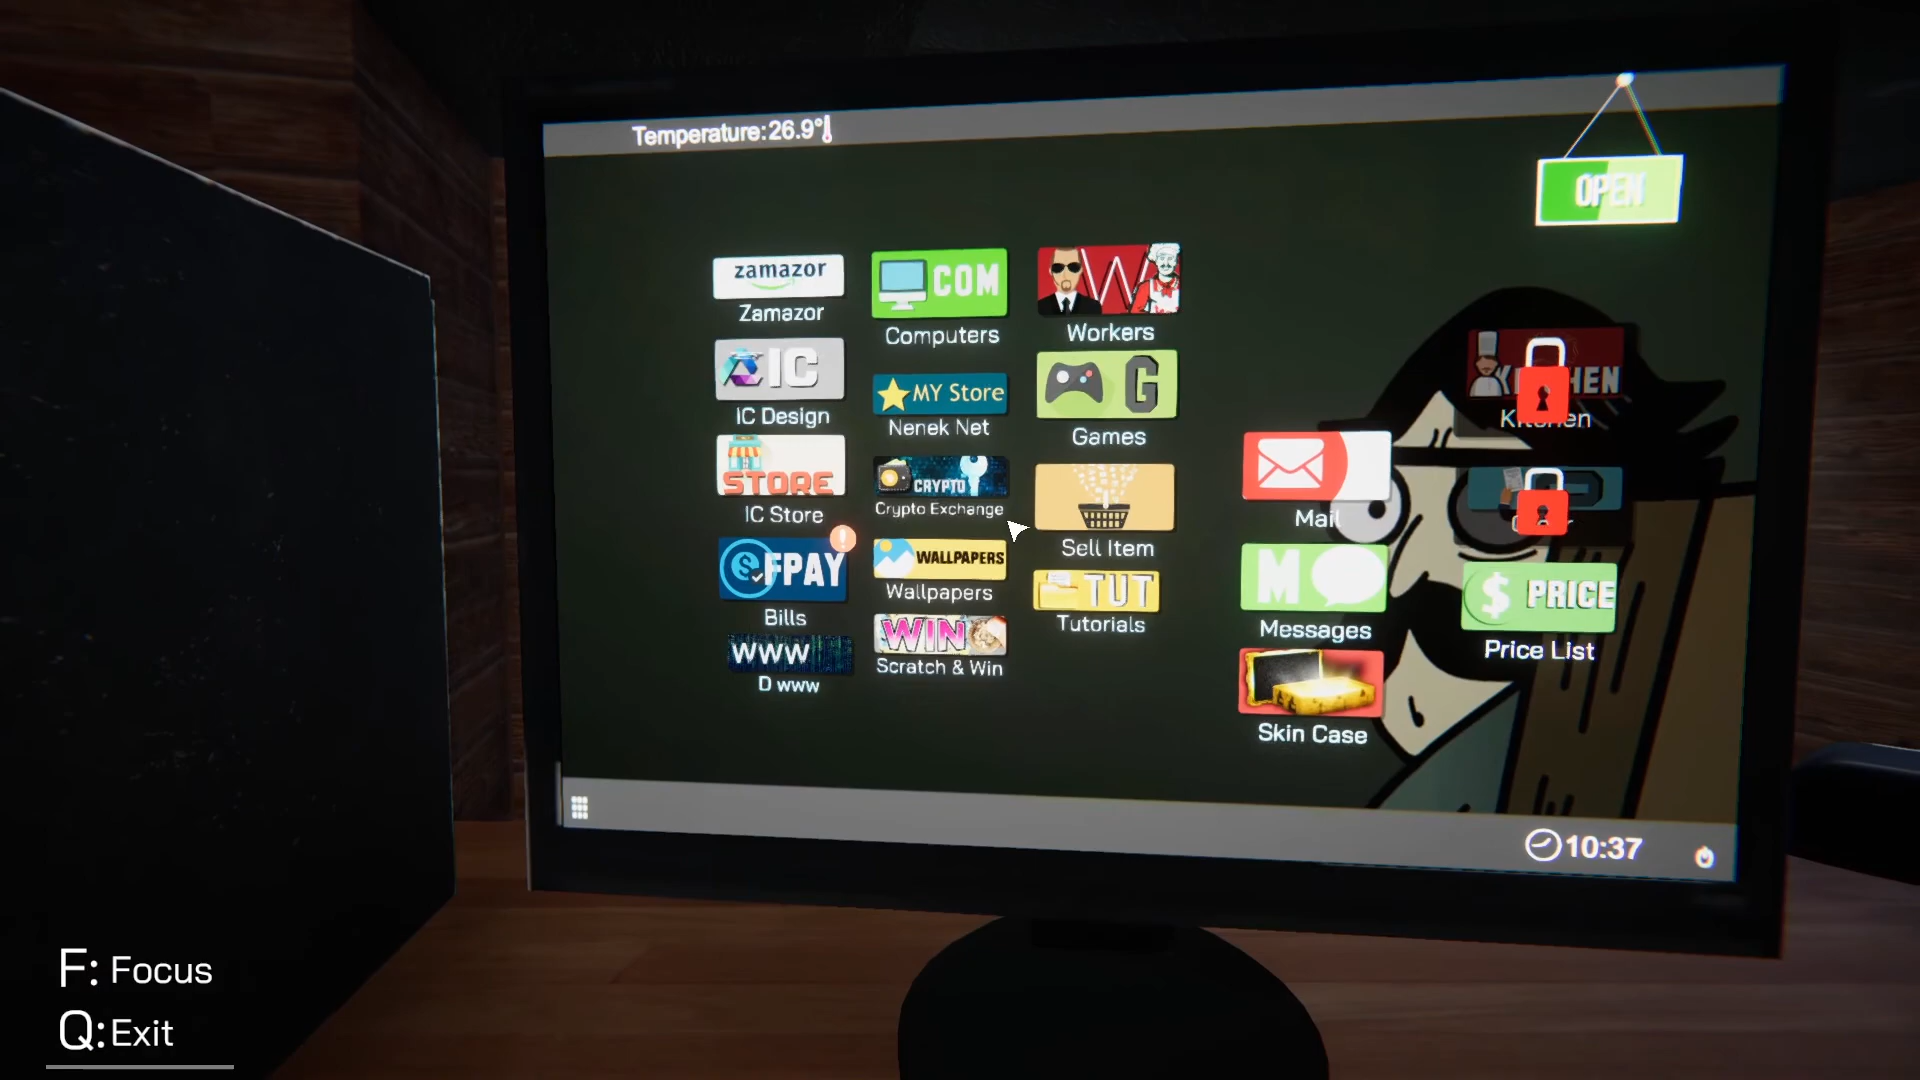 Temperature: 26.9°
OPEN
zamazor
Zamazor
COM
Computers
W
Workers
IC
IC Design
MY Store
Nenek Net
G
Games
STORE
IC Store
CRYPTO
Crypto Exchange
Sell Item
FPAY
Bills
WALLPAPERS
Wallpapers
TUT
Tutorials
WWW
D www
WIN
Scratch & Win
Mail
M
Messages
Skin Case
PRICE
Price List
10:37
F: Focus
Q: Exit